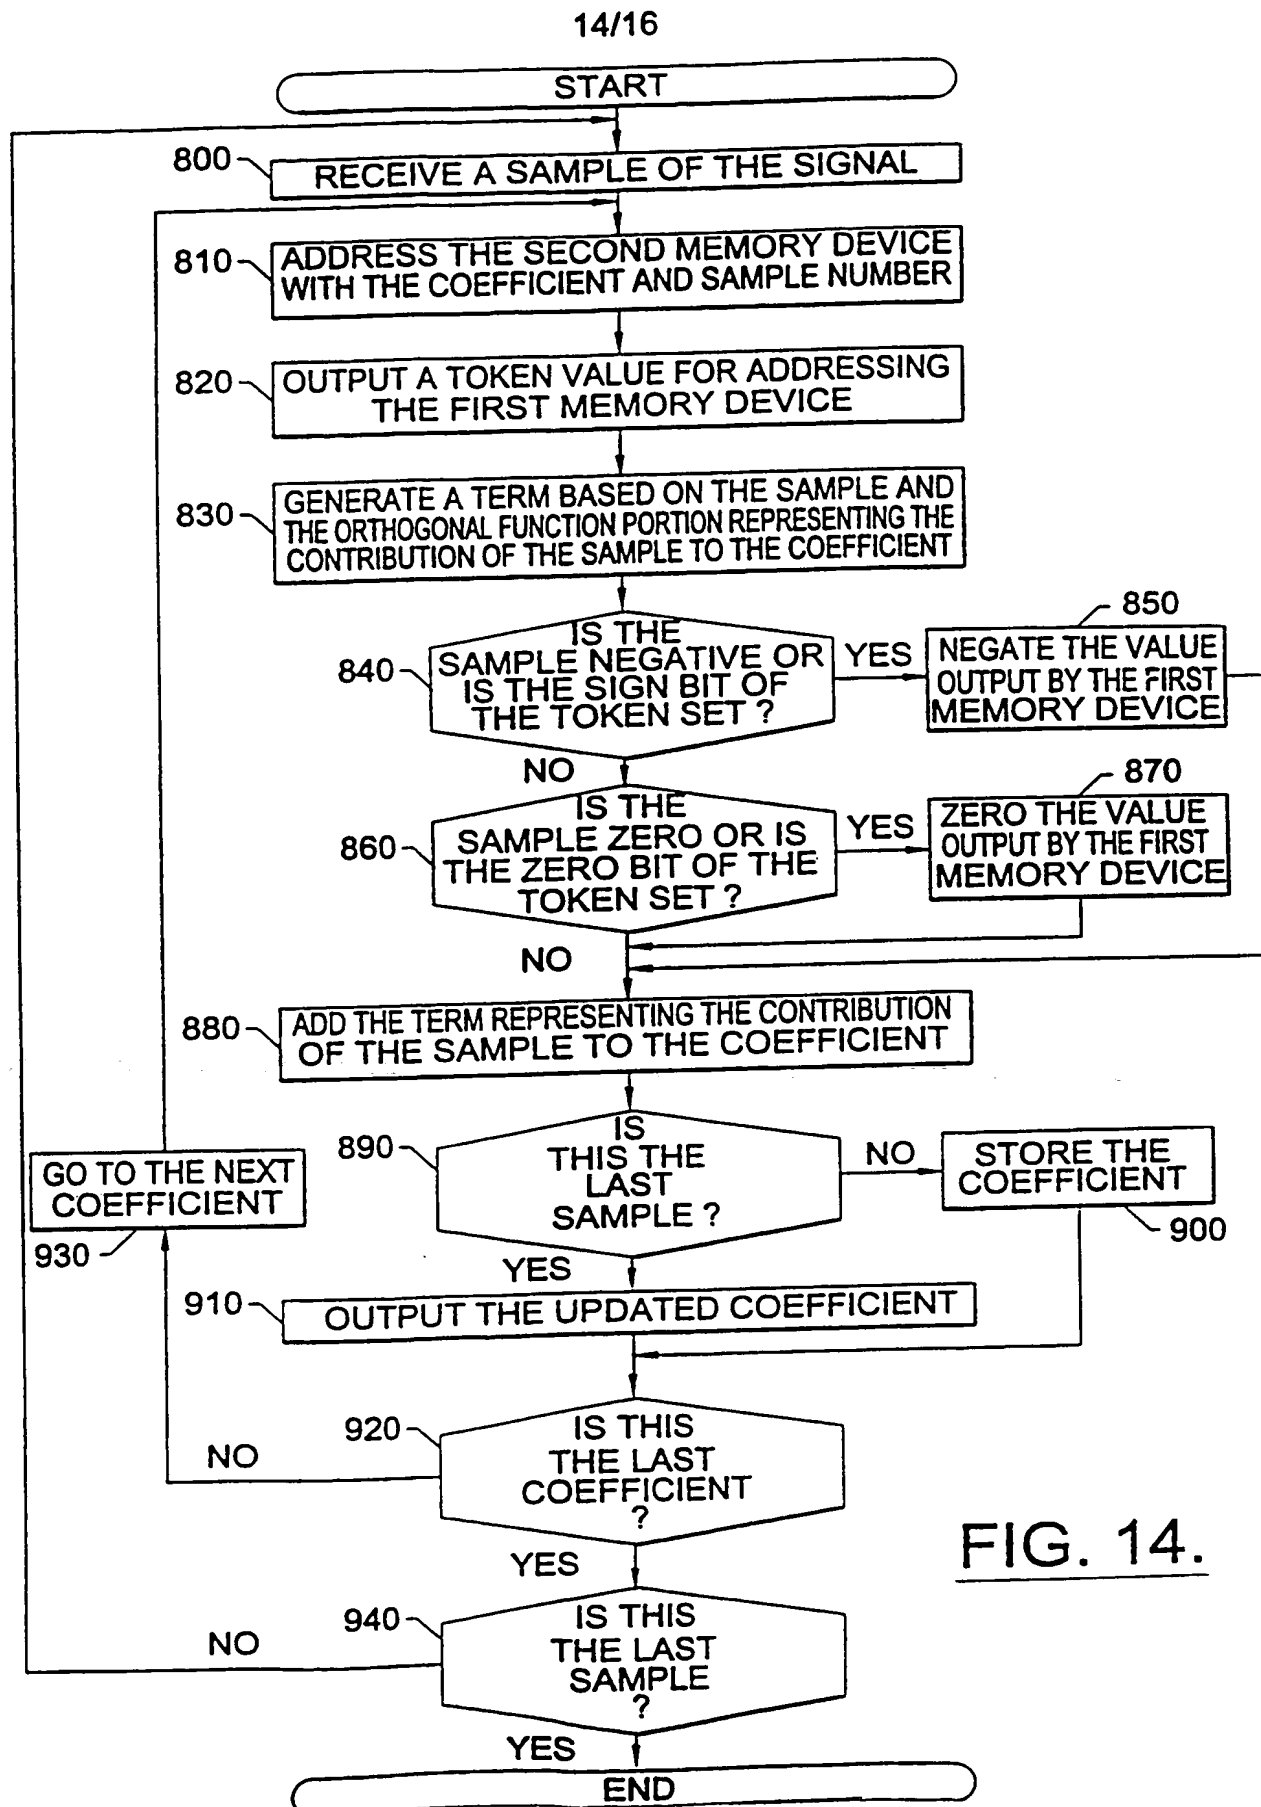 14/16
START
800
RECEIVE A SAMPLE OF THE SIGNAL
810
ADDRESS THE SECOND MEMORY DEVICE
WITH THE COEFFICIENT AND SAMPLE NUMBER
820
OUTPUT A TOKEN VALUE FOR ADDRESSING
THE FIRST MEMORY DEVICE
830
GENERATE A TERM BASED ON THE SAMPLE AND
THE ORTHOGONAL FUNCTION PORTION REPRESENTING THE
CONTRIBUTION OF THE SAMPLE TO THE COEFFICIENT
840
IS THE
SAMPLE NEGATIVE OR
IS THE SIGN BIT OF
THE TOKEN SET ?
YES
850
NEGATE THE VALUE
OUTPUT BY THE FIRST
MEMORY DEVICE
NO
860
IS THE
SAMPLE ZERO OR IS
THE ZERO BIT OF THE
TOKEN SET ?
YES
870
ZERO THE VALUE
OUTPUT BY THE FIRST
MEMORY DEVICE
NO
880
ADD THE TERM REPRESENTING THE CONTRIBUTION
OF THE SAMPLE TO THE COEFFICIENT
890
IS
THIS THE
LAST
SAMPLE ?
NO
STORE THE
COEFFICIENT
900
GO TO THE NEXT
COEFFICIENT
930
YES
910
OUTPUT THE UPDATED COEFFICIENT
920
IS THIS
THE LAST
COEFFICIENT
?
NO
YES
FIG. 14.
940
IS THIS
THE LAST
SAMPLE
?
NO
YES
END